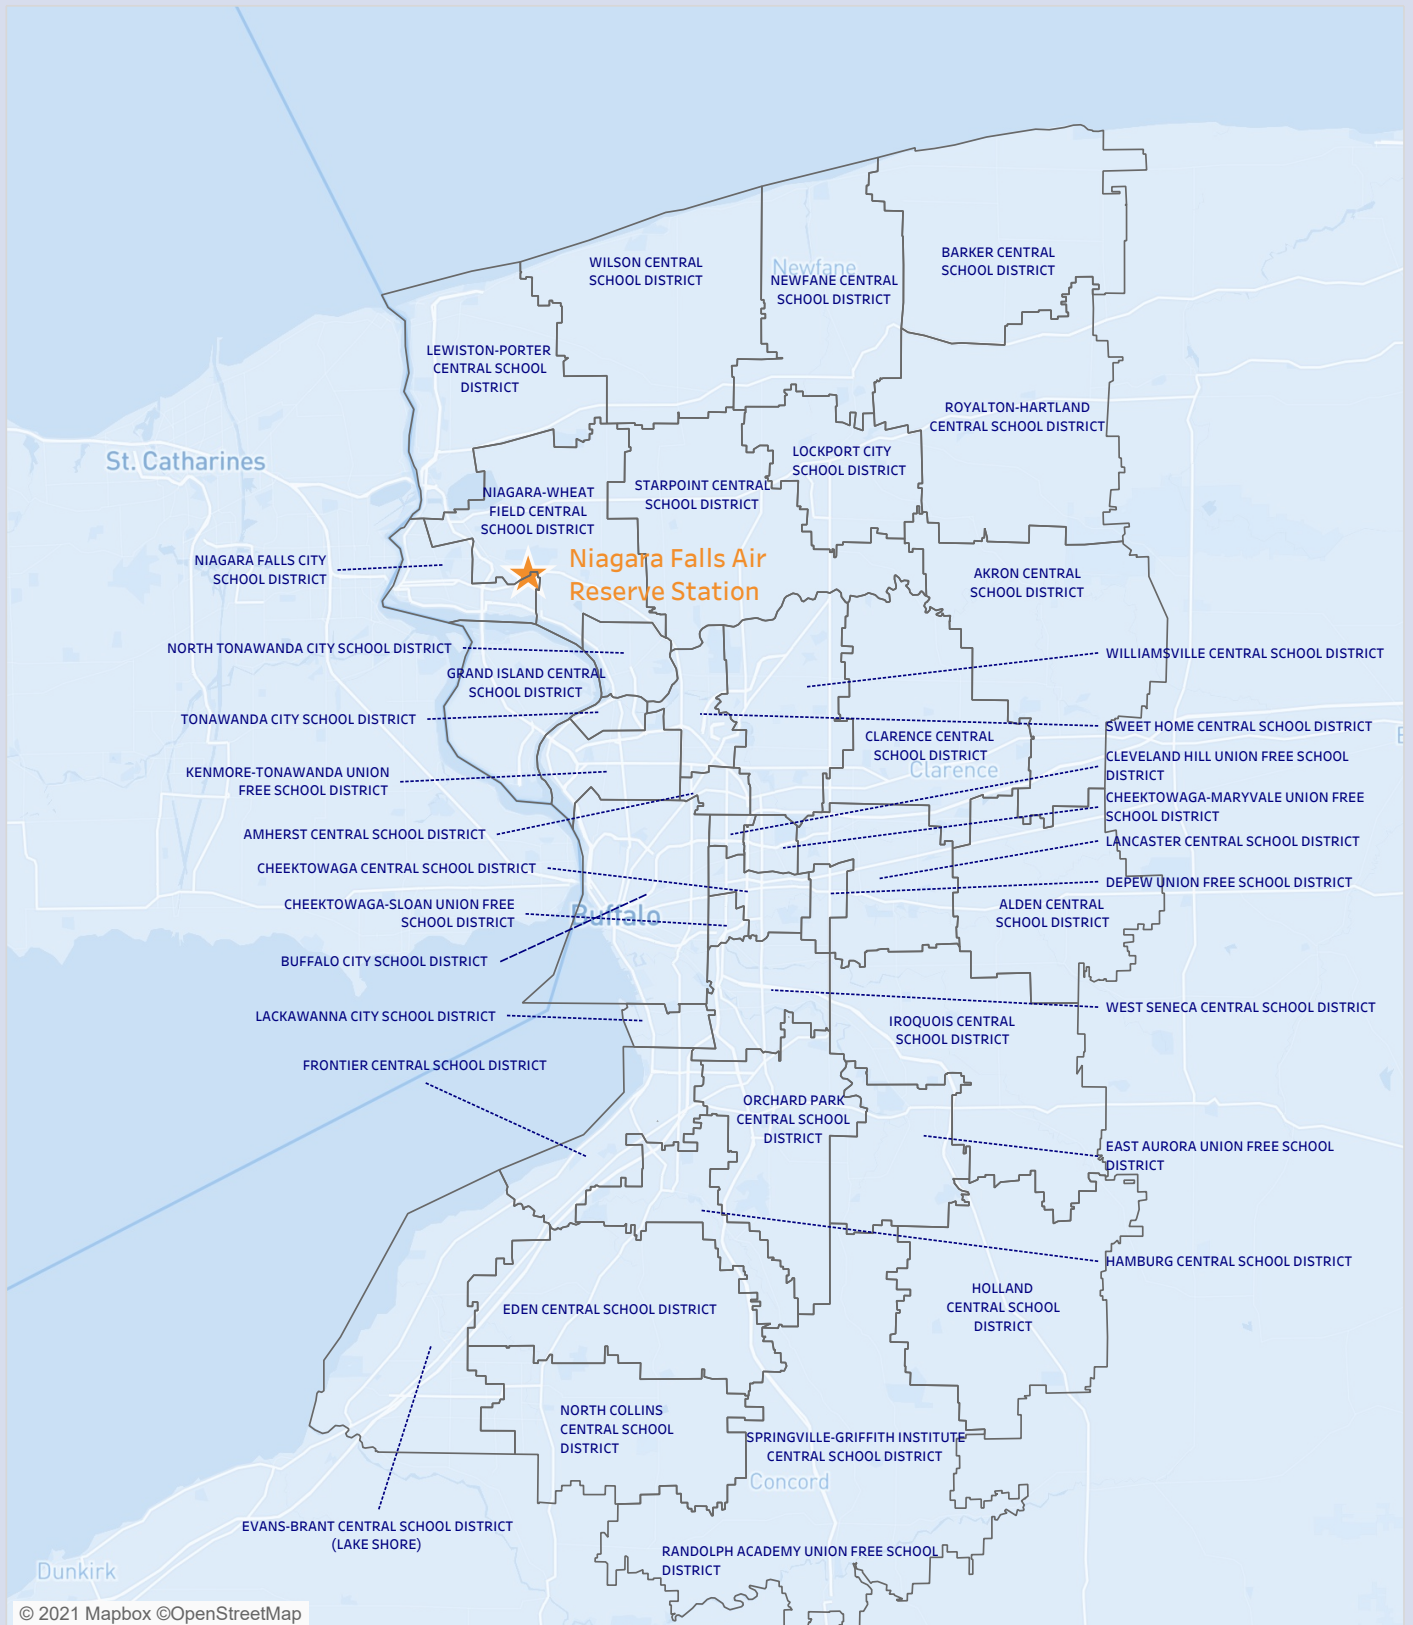 WILSON CENTRAL
SCHOOL DISTRICT
Newfane
NEWFANE CENTRAL
SCHOOL DISTRICT
BARKER CENTRAL
SCHOOL DISTRICT
LEWISTON-PORTER
CENTRAL SCHOOL
DISTRICT
ROYALTON-HARTLAND
CENTRAL SCHOOL DISTRICT
St. Catharines
LOCKPORT CITY
SCHOOL DISTRICT
NIAGARA-WHEAT
FIELD CENTRAL
SCHOOL DISTRICT
STARPOINT CENTRAL
SCHOOL DISTRICT
NIAGARA FALLS CITY
SCHOOL DISTRICT
Niagara Falls Air
Reserve Station
AKRON CENTRAL
SCHOOL DISTRICT
NORTH TONAWANDA CITY SCHOOL DISTRICT
WILLIAMSVILLE CENTRAL SCHOOL DISTRICT
GRAND ISLAND CENTRAL
SCHOOL DISTRICT
TONAWANDA CITY SCHOOL DISTRICT
SWEET HOME CENTRAL SCHOOL DISTRICT
CLARENCE CENTRAL
SCHOOL DISTRICT
Clarence
CLEVELAND HILL UNION FREE SCHOOL
DISTRICT
KENMORE-TONAWANDA UNION
FREE SCHOOL DISTRICT
CHEEKTOWAGA-MARYVALE UNION FREE
SCHOOL DISTRICT
AMHERST CENTRAL SCHOOL DISTRICT
LANCASTER CENTRAL SCHOOL DISTRICT
CHEEKTOWAGA CENTRAL SCHOOL DISTRICT
DEPEW UNION FREE SCHOOL DISTRICT
CHEEKTOWAGA-SLOAN UNION FREE
SCHOOL DISTRICT
Buffalo
ALDEN CENTRAL
SCHOOL DISTRICT
BUFFALO CITY SCHOOL DISTRICT
WEST SENECA CENTRAL SCHOOL DISTRICT
LACKAWANNA CITY SCHOOL DISTRICT
IROQUOIS CENTRAL
SCHOOL DISTRICT
FRONTIER CENTRAL SCHOOL DISTRICT
ORCHARD PARK
CENTRAL SCHOOL
DISTRICT
EAST AURORA UNION FREE SCHOOL
DISTRICT
HAMBURG CENTRAL SCHOOL DISTRICT
HOLLAND
CENTRAL SCHOOL
DISTRICT
EDEN CENTRAL SCHOOL DISTRICT
NORTH COLLINS
CENTRAL SCHOOL
DISTRICT
SPRINGVILLE-GRIFFITH INSTITUTE
CENTRAL SCHOOL DISTRICT
Concord
EVANS-BRANT CENTRAL SCHOOL DISTRICT
(LAKE SHORE)
RANDOLPH ACADEMY UNION FREE SCHOOL
DISTRICT
Dunkirk
© 2021 Mapbox ©OpenStreetMap